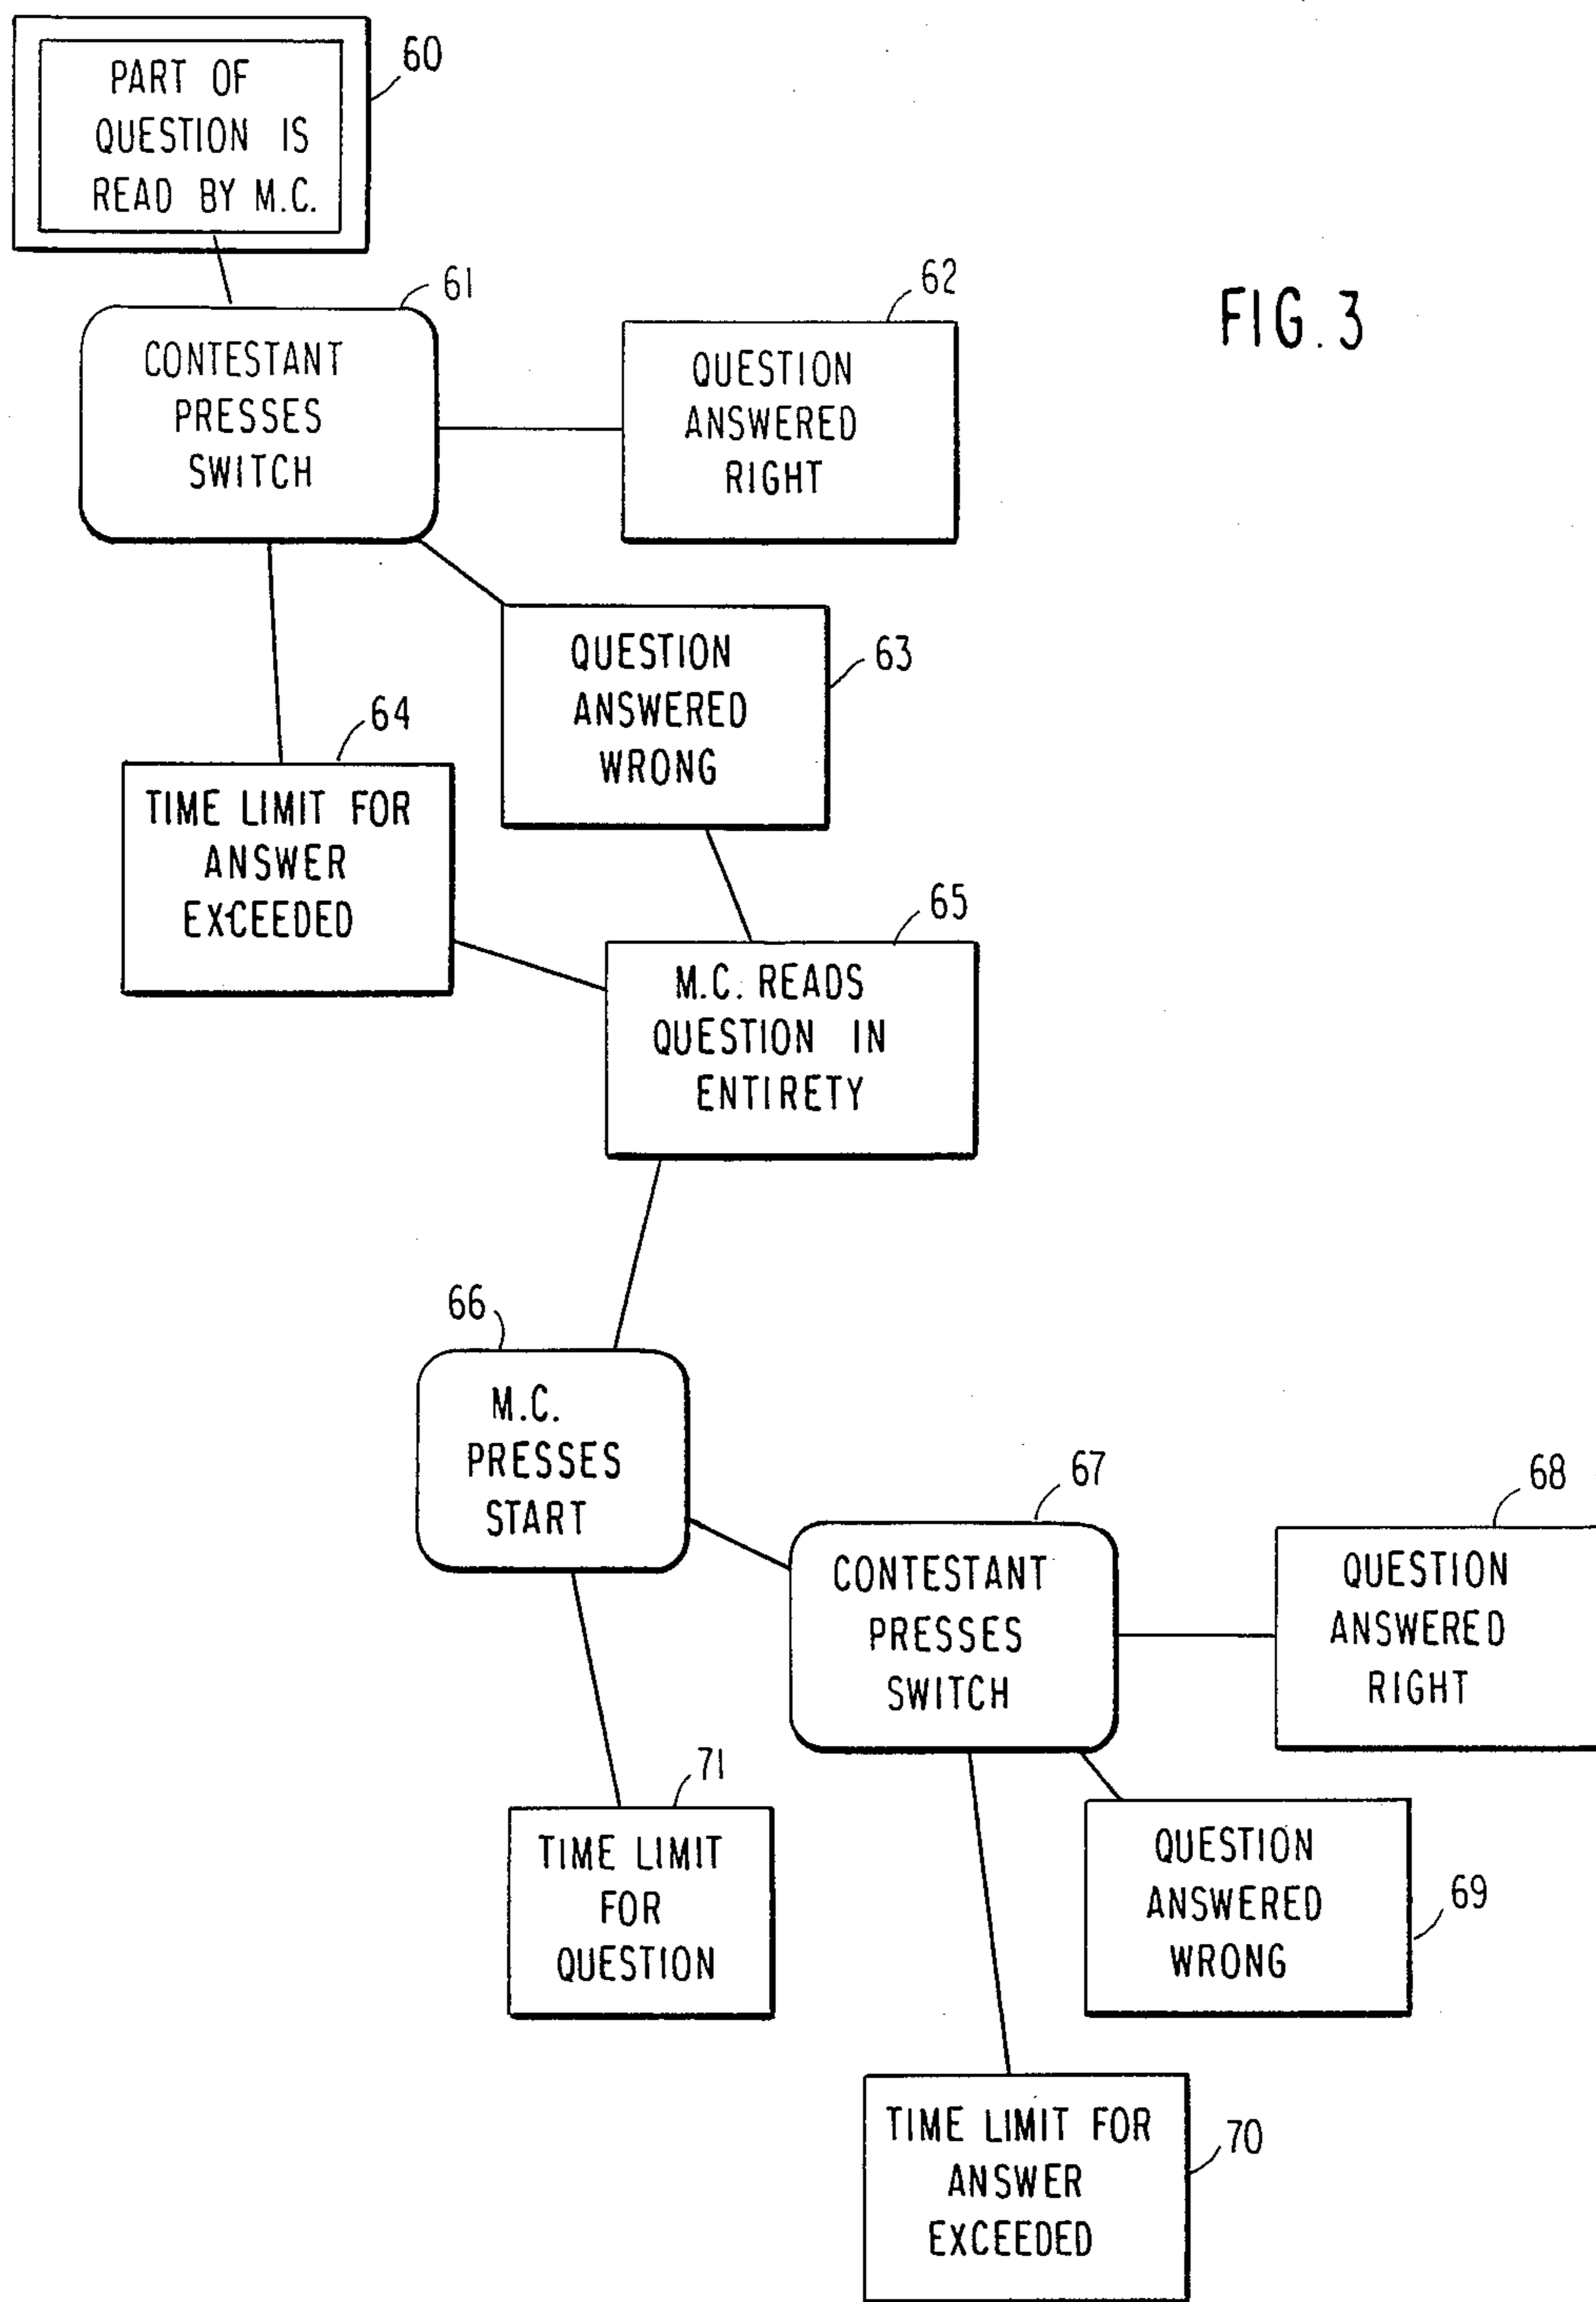 60
PART OF
QUESTION IS
READ BY M.C.
61
CONTESTANT
PRESSES
SWITCH
62
QUESTION
ANSWERED
RIGHT
FIG. 3
63
QUESTION
ANSWERED
WRONG
64
TIME LIMIT FOR
ANSWER
EXCEEDED
65
M.C. READS
QUESTION IN
ENTIRETY
66
M.C.
PRESSES
START
67
CONTESTANT
PRESSES
SWITCH
68
QUESTION
ANSWERED
RIGHT
71
TIME LIMIT
FOR
QUESTION
69
QUESTION
ANSWERED
WRONG
70
TIME LIMIT FOR
ANSWER
EXCEEDED